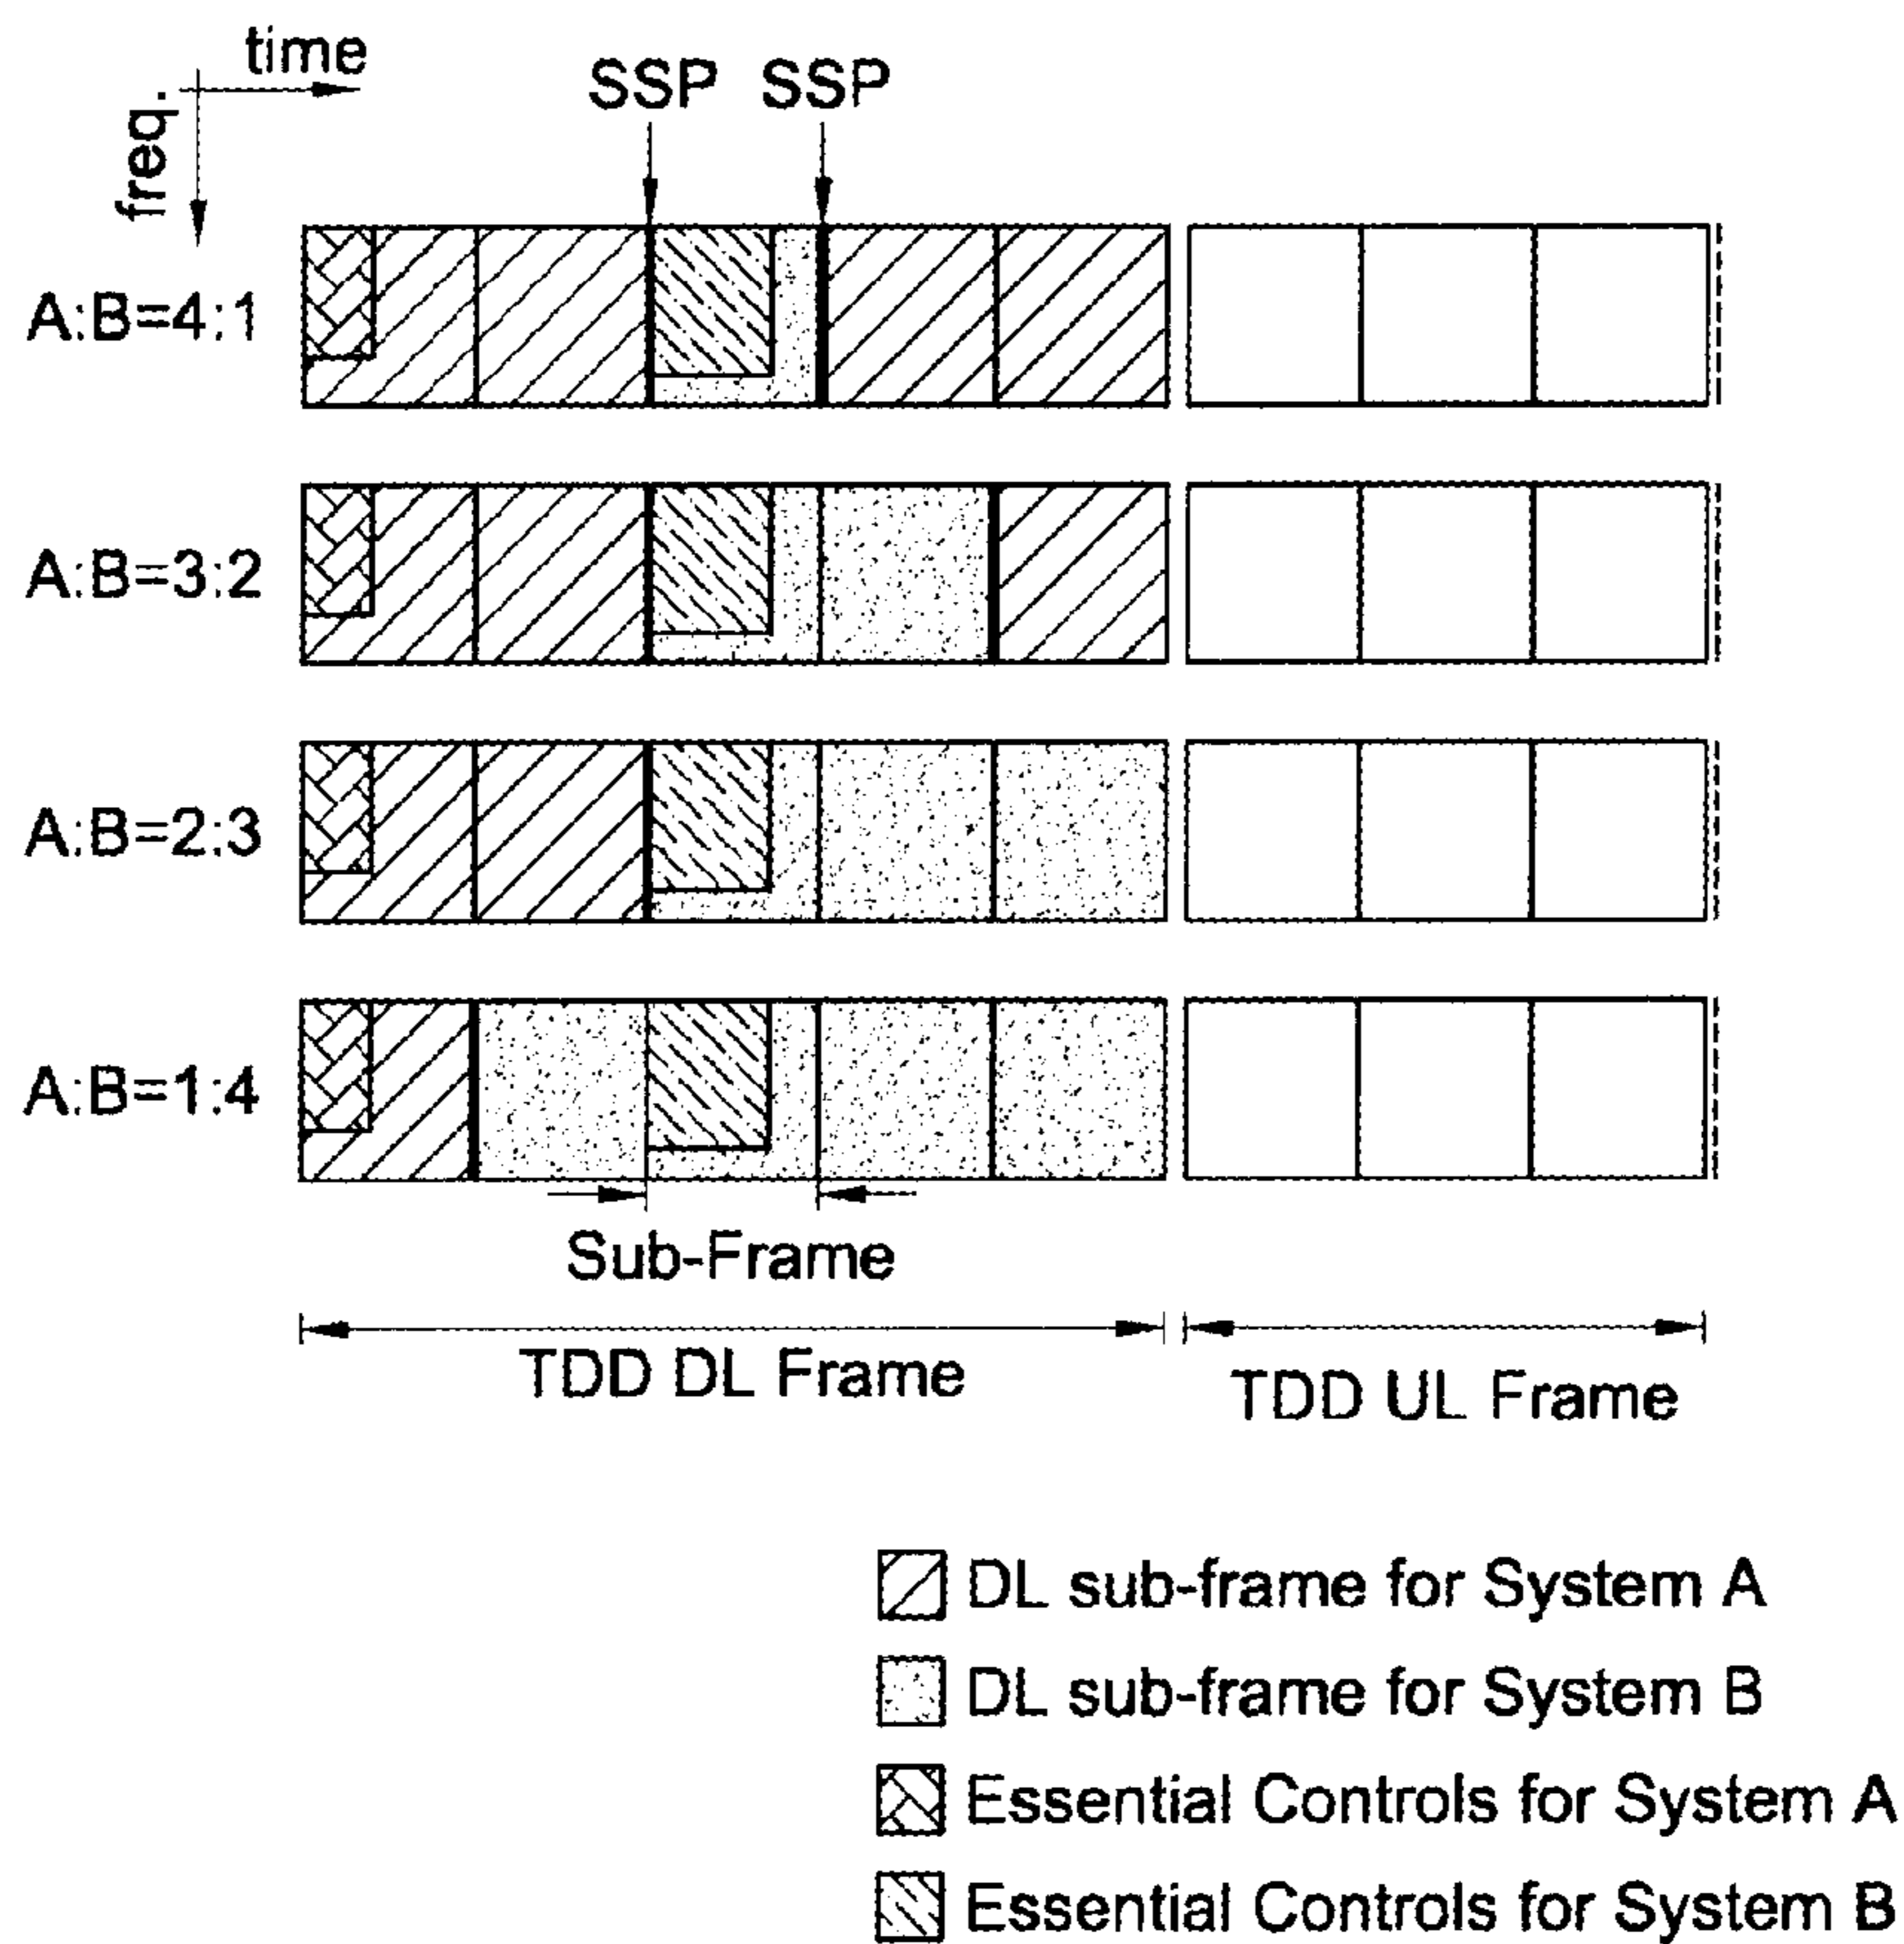 time
freq.
SSP SSP
A:B=4:1
A:B=3:2
A:B=2:3
A:B=1:4
Sub-Frame
TDD DL Frame
TDD UL Frame
DL sub-frame for System A
DL sub-frame for System B
Essential Controls for System A
Essential Controls for System B